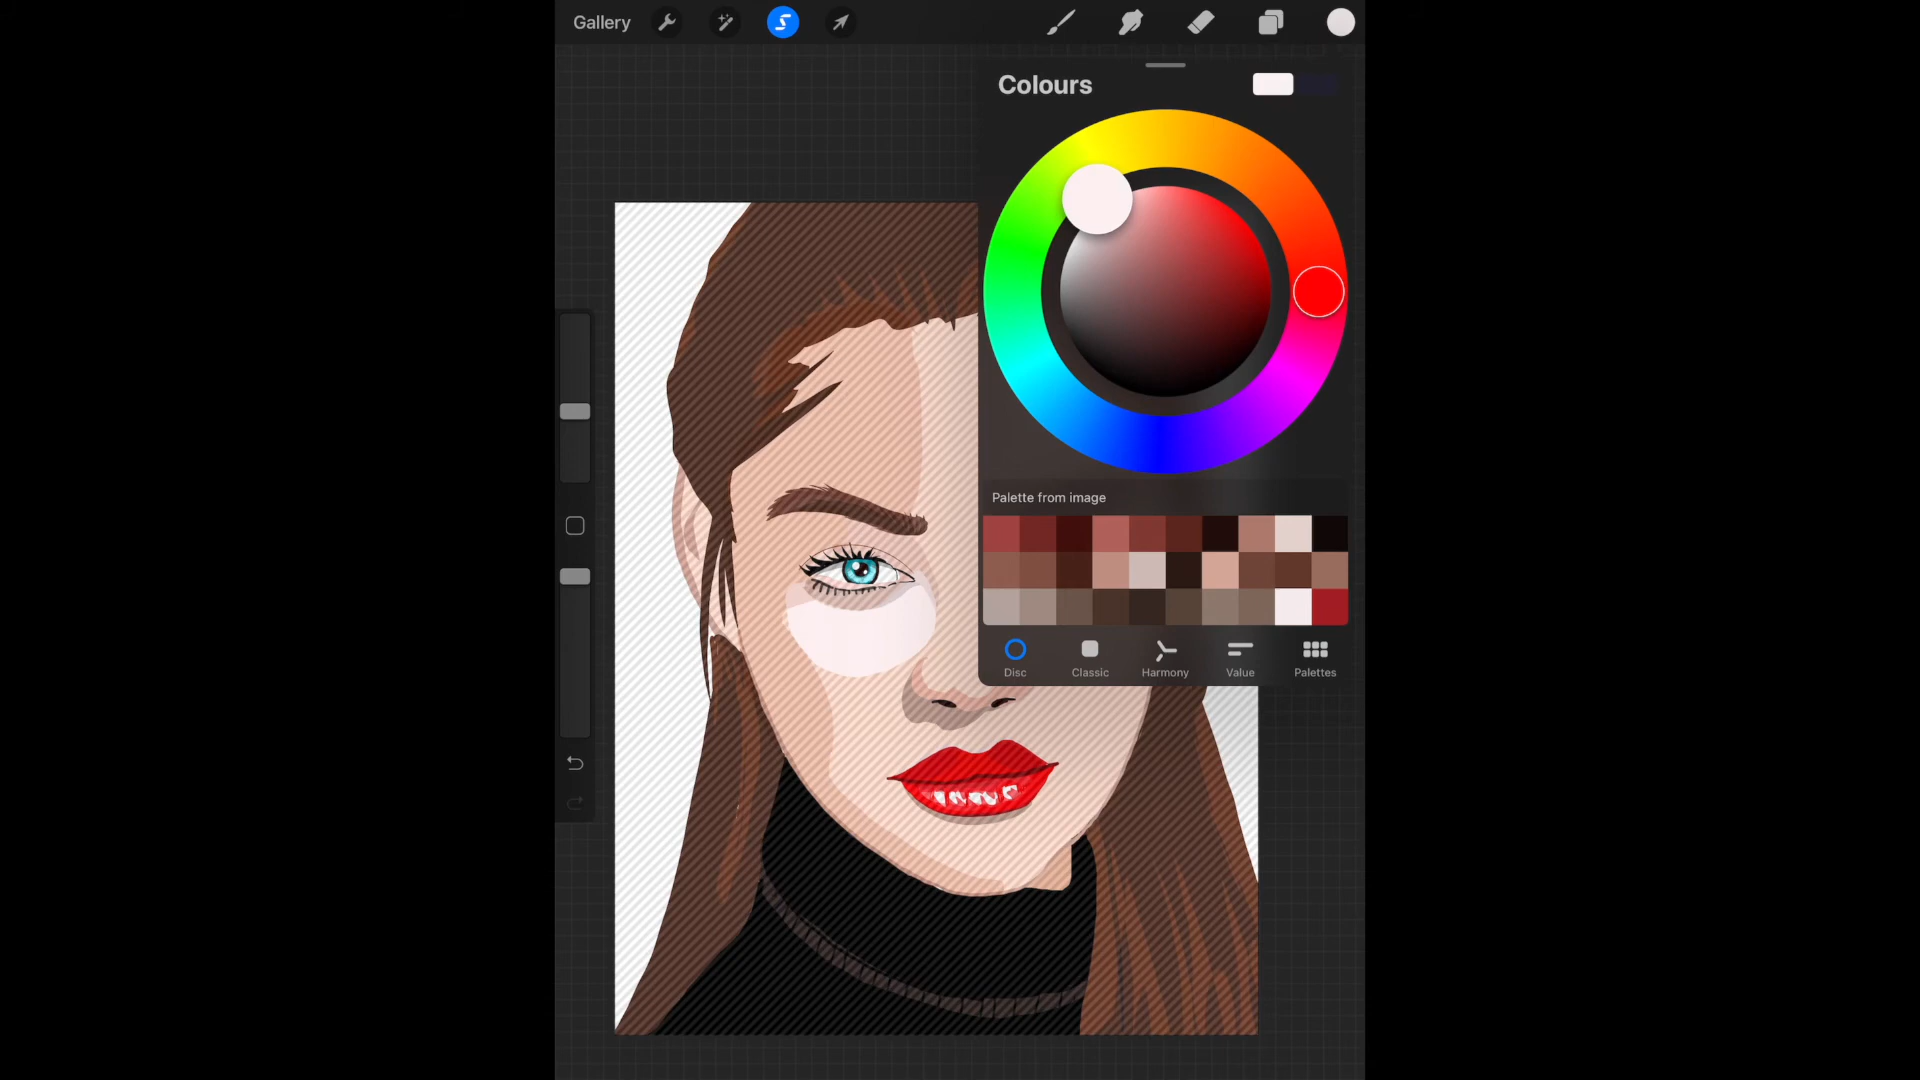 Gallery
Colours
Palette from image
Disc
Classic
Harmony
Value
Palettes